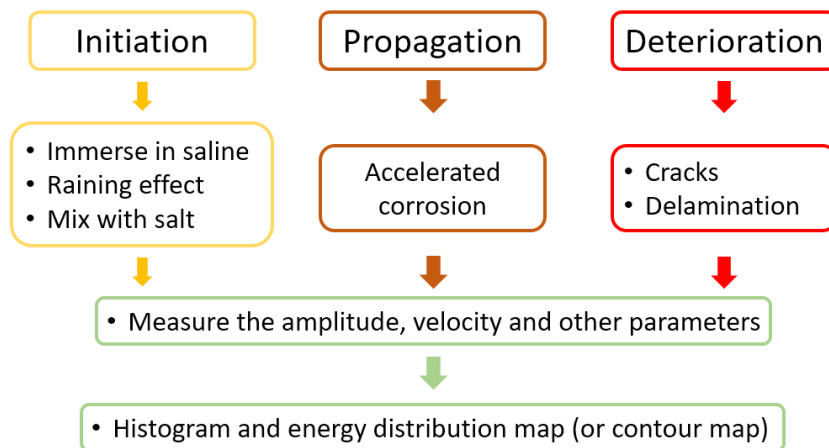 Initiation
Propagation
Deterioration
• Immerse in saline
• Raining effect
• Mix with salt
Accelerated
corrosion
• Cracks
• Delamination
• Measure the amplitude, velocity and other parameters
• Histogram and energy distribution map (or contour map)